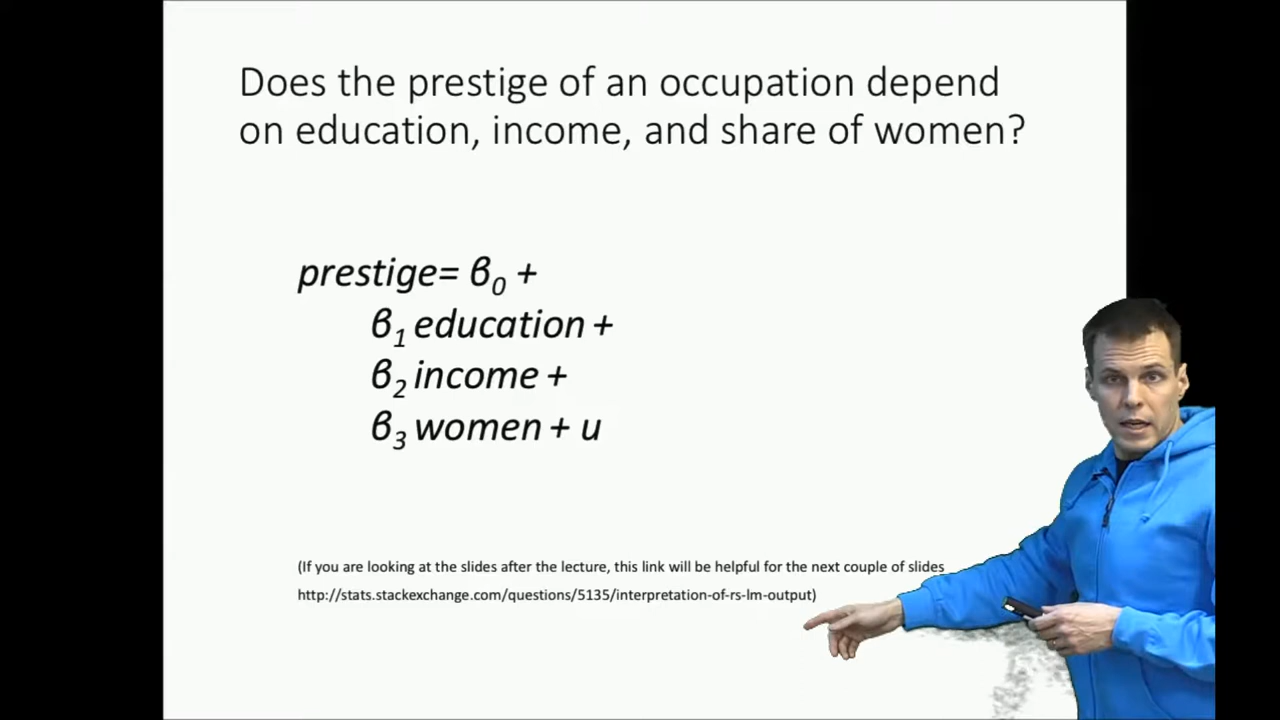 Does the prestige of an occupation depend
on education, income, and share of women?
prestige= β0 +
β1 education +
β2 income +
β3 women + u
(If you are looking at the slides after the lecture, this link will be helpful for the next couple of slides
http://stats.stackexchange.com/questions/5135/interpretation-of-rs-lm-output)